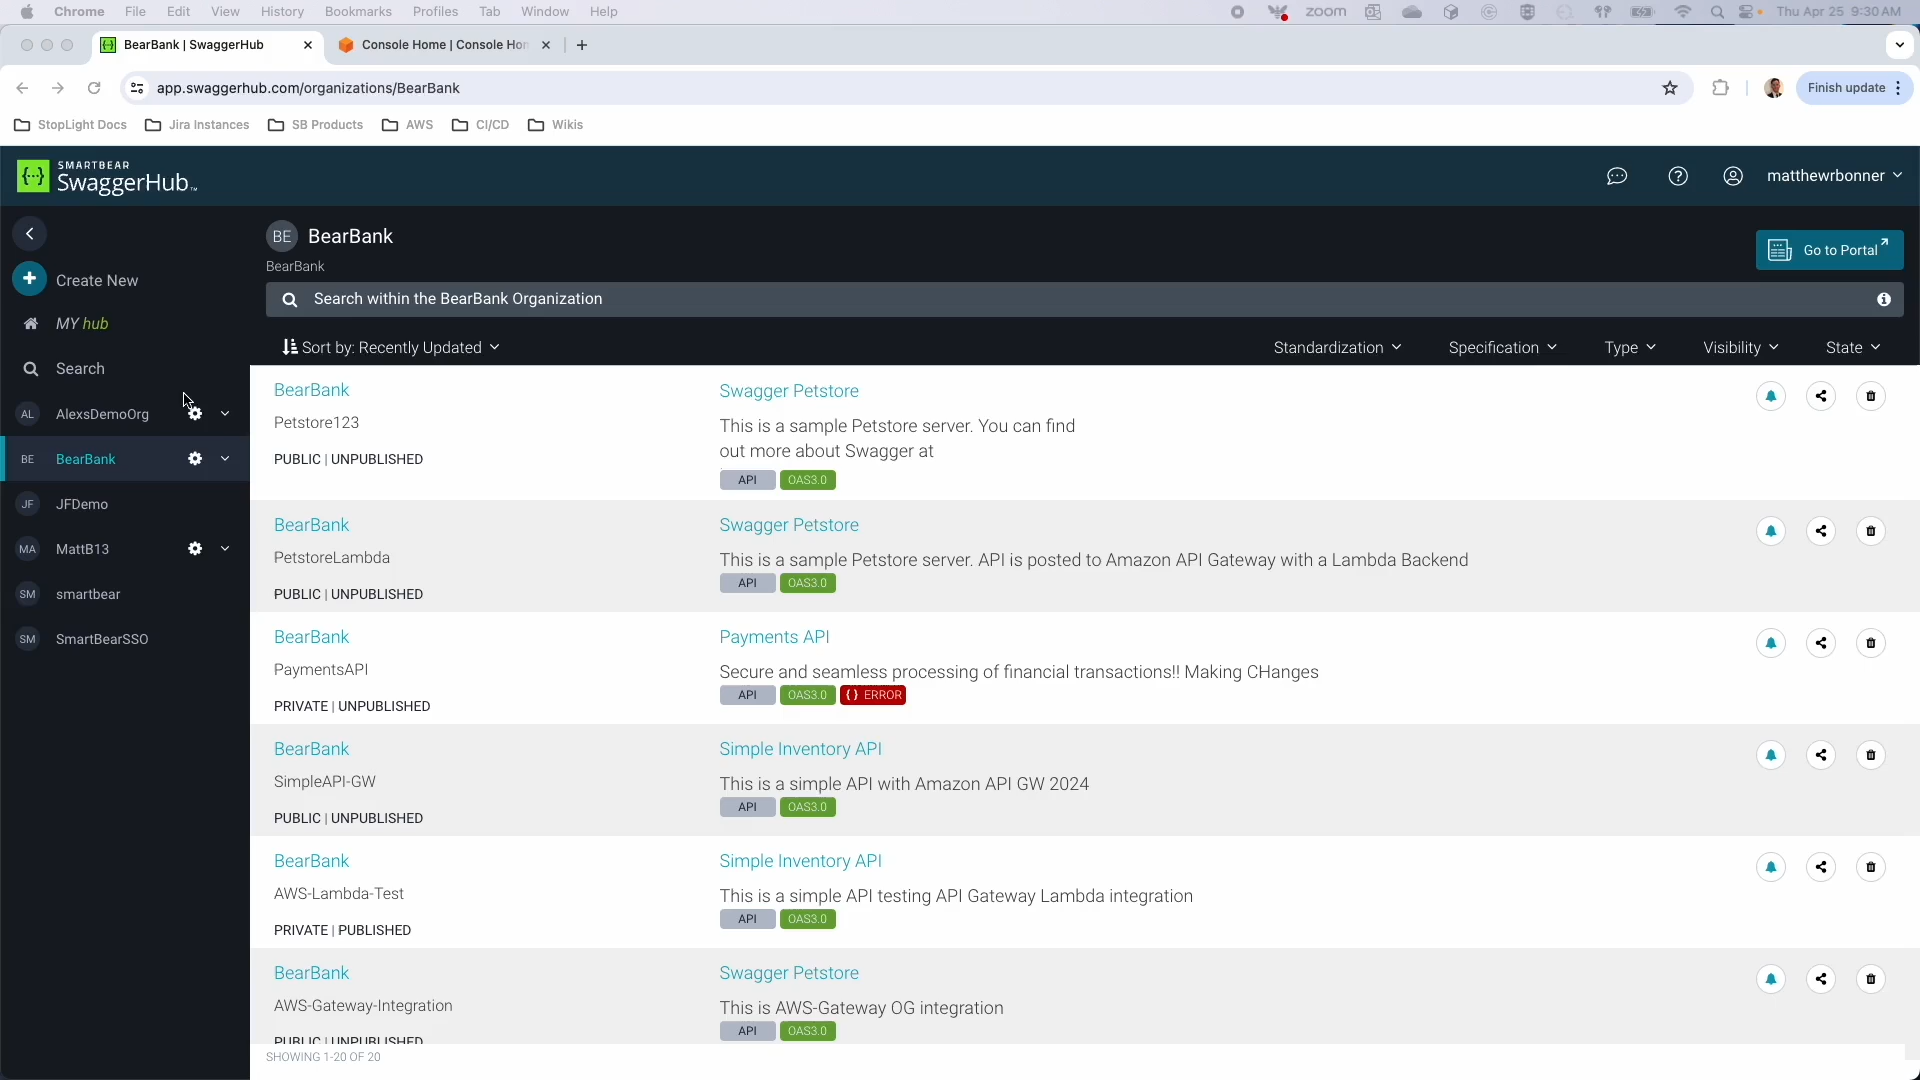 Chrome File Edit View History Bookmarks Profiles Tab Window Help zoom Thu Apr 25 9:30 AM
BearBank | SwaggerHub Console Home | Console Hon
app.swaggerhub.com/organizations/BearBank Finish update
StopLight Docs Jira Instances SB Products AWS CI/CD Wikis
SMARTBEAR
SwaggerHub™ matthewrbonner
BE BearBank
BearBank
Go to Portal
Create New
Search within the BearBank Organization
MY hub
Sort by: Recently Updated Standardization Specification Type Visibility State
Search
AL AlexsDemoOrg
BE BearBank
JF JFDemo
MA MattB13
SM smartbear
SM SmartBearSSO
BearBank Swagger Petstore
Petstore123 This is a sample Petstore server. You can find
out more about Swagger at
PUBLIC | UNPUBLISHED
API OAS3.0
BearBank Swagger Petstore
PetstoreLambda This is a sample Petstore server. API is posted to Amazon API Gateway with a Lambda Backend
API OAS3.0
PUBLIC | UNPUBLISHED
BearBank Payments API
PaymentsAPI Secure and seamless processing of financial transactions!! Making CHanges
API OAS3.0 {} ERROR
PRIVATE | UNPUBLISHED
BearBank Simple Inventory API
SimpleAPI-GW This is a simple API with Amazon API GW 2024
API OAS3.0
PUBLIC | UNPUBLISHED
BearBank Simple Inventory API
AWS-Lambda-Test This is a simple API testing API Gateway Lambda integration
API OAS3.0
PRIVATE | PUBLISHED
BearBank Swagger Petstore
AWS-Gateway-Integration This is AWS-Gateway OG integration
API OAS3.0
PUBLIC | UNPUBLISHED
SHOWING 1-20 OF 20